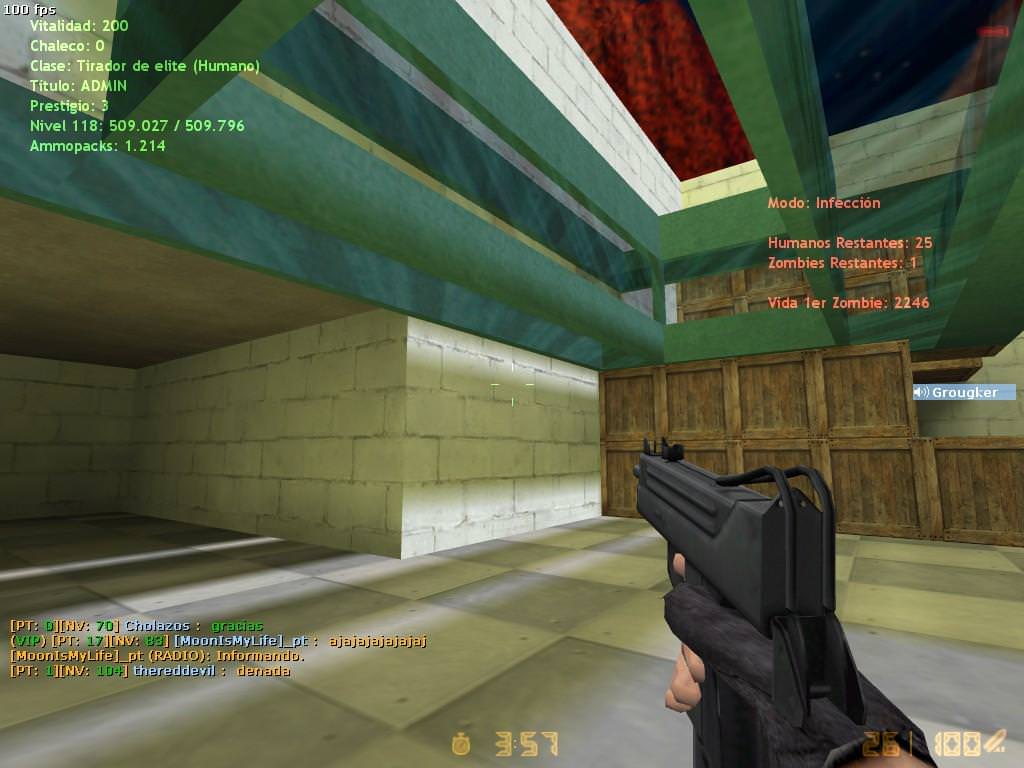 100 fps
Vitalidad: 200
Chaleco: 0
Clase: Tirador de elite (Humano)
Título: ADMIN
Prestigio: 3
Nivel 118: 509.027 / 509.796
Ammopacks: 1.214
Modo: Infección
Humanos Restantes: 25
Zombies Restantes: 1
Vida 1er Zombie: 2246
Grougker
[PT: 0][NV: 70] Cholazos : gracias
(VIP) [PT: 17][NV: 83] [MoonIsMyLife]_pt : ajajajajajajaj
[MoonIsMyLife]_pt (RADIO): Informando.
[PT: 1][NV: 104] thereddevil : denada
3:57
26 | 100